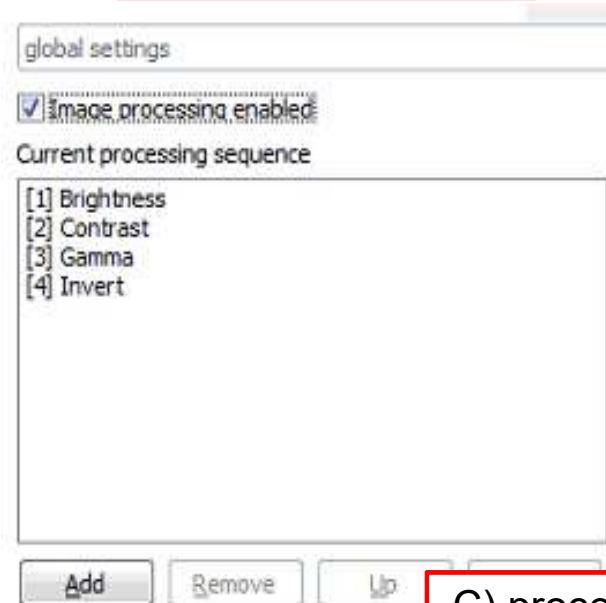 global settings
Image processing enabled
Current processing sequence
[1] Brightness
[2] Contrast
[3] Gamma
[4] Invert
Add Remove Up
C)